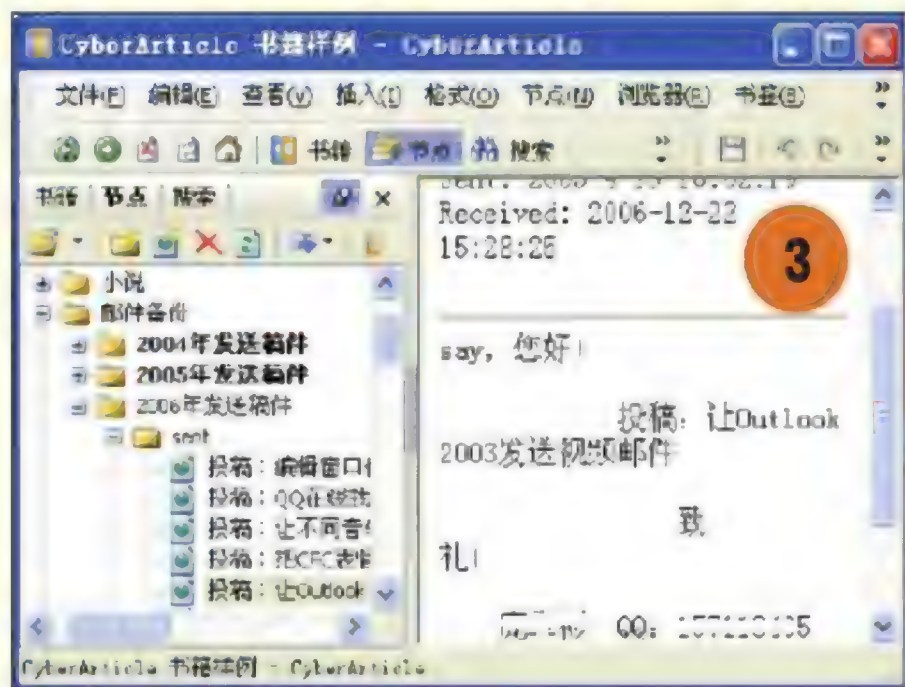 CyberArticle 书籍样例 - CyberArticle
文件(F) 编辑(E) 查看(V) 插入(I) 格式(O) 节点(N) 浏览器(R) 书签(B)
书籍 节点 搜索
书籍 节点 搜索
小说
邮件备份
2004年发送稿件
2005年发送稿件
2006年发送稿件
sent
投稿：编辑窗口
投稿：QQ在线
投稿：让不同音
投稿：
投稿：让Outlook
Sent:
Received: 2006-12-22
15:28:26
3
say，您好！
投稿：让Outlook
2003发送视频邮件
致
礼！
QQ:
CyberArticle 书籍样例 - CyberArticle